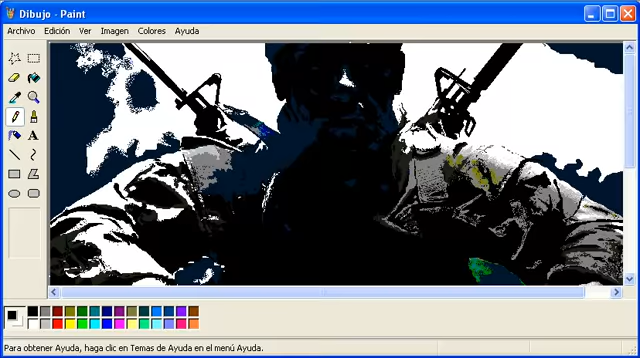 Dibujo - Paint
Archivo Edición Ver Imagen Colores Ayuda
A
Para obtener Ayuda, haga clic en Temas de Ayuda en el menú Ayuda.